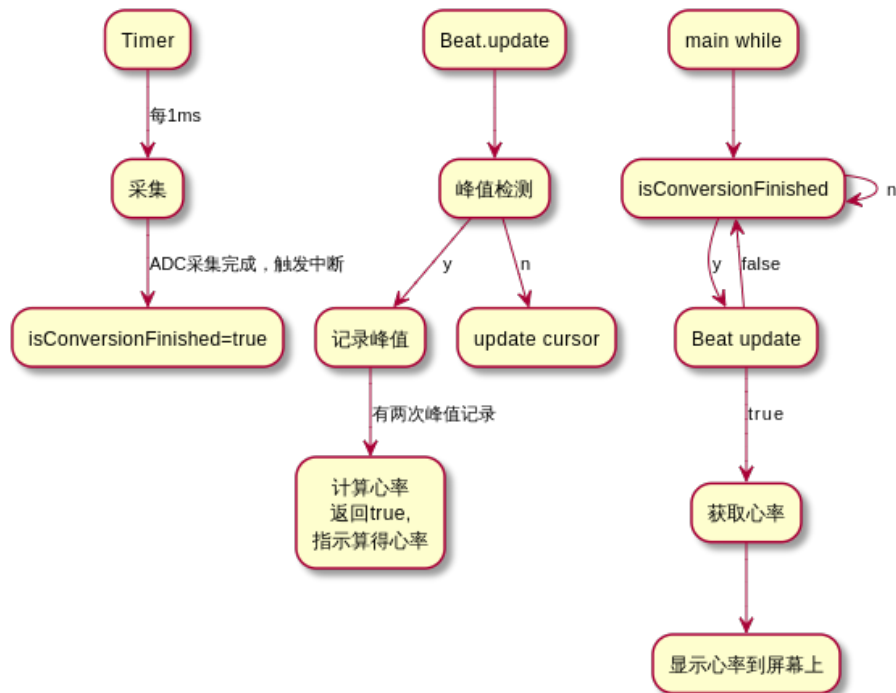 Timer
Beat.update
main while
每1ms
采集
峰值检测
isConversionFinished
n
ADC采集完成，触发中断
y
n
y
false
isConversionFinished=true
记录峰值
update cursor
Beat update
有两次峰值记录
true
计算心率
返回true,
指示算得心率
获取心率
显示心率到屏幕上